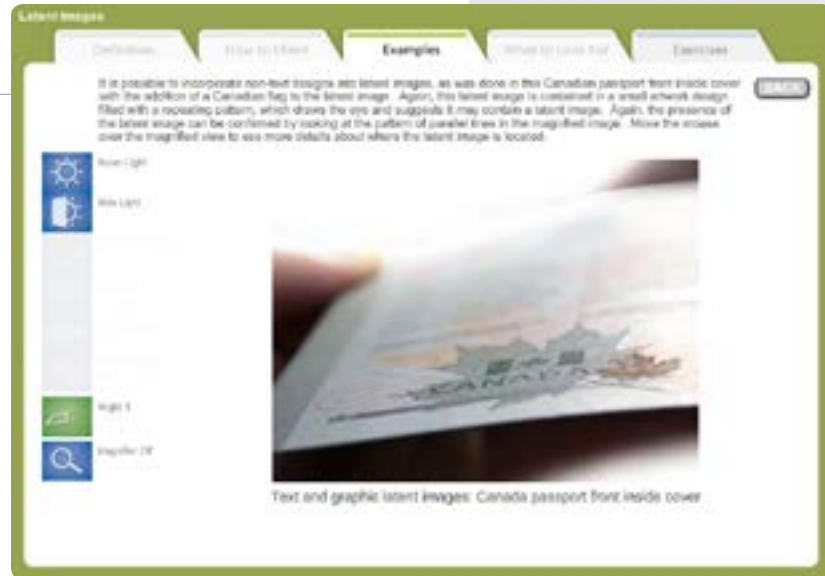 Latent Images
Definition How to Make Examples What to Look For Exercises
It is possible to incorporate non-text designs into latent images, as was done in this Canadian passport front inside cover
with the addition of a Canadian flag to the latent image. Again, this latent image is contained in a small artwork design
filled with a repeating pattern, which draws the eye and suggests it may contain a latent image. Again, the presence of
the latent image can be confirmed by looking at the pattern of parallel lines in the magnified image. Move the mouse
over the magnified view to see more details about where the latent image is located.
BACK
Light
Light
CANADA
Angle
Magnifier Off
Text and graphic latent images: Canada passport front inside cover